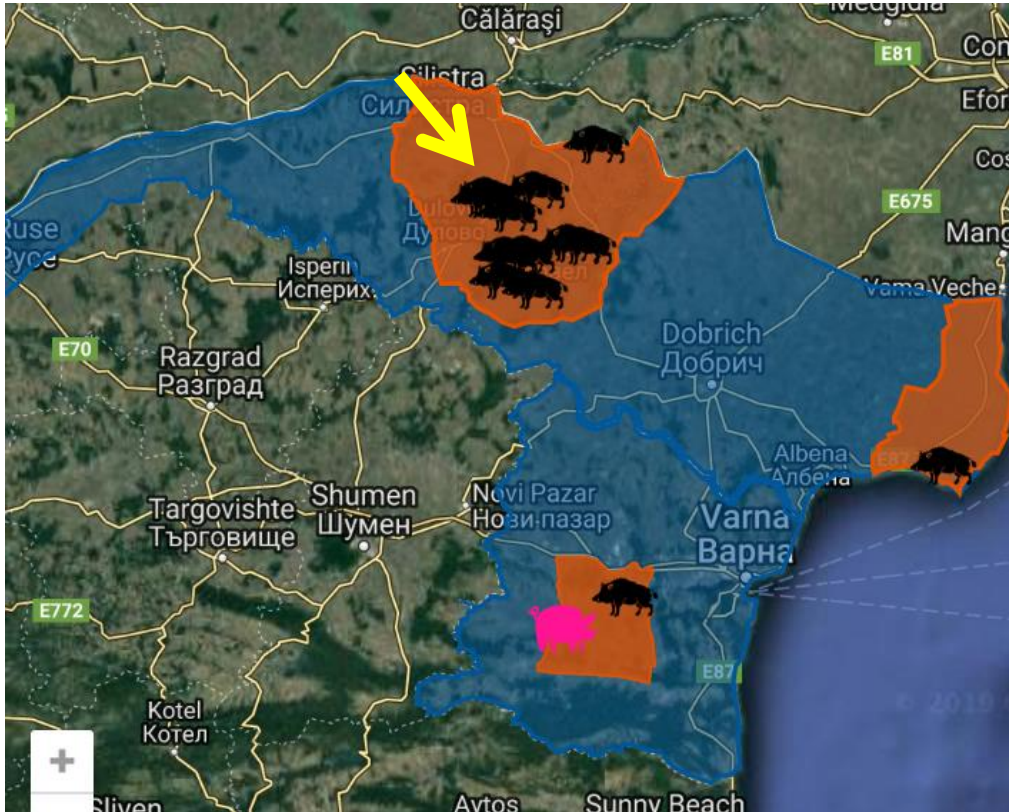 Călăraşi
Medgidia
E81
Con
Silistra
Efor
Cos
E675
Ruse
Русе
Mang
Дулово
Isperih
Исперих
Vama Veche
Dobrich
Добрич
E70
Razgrad
Разград
Albena
Албена
E87
Novi Pazar
Нови пазар
Shumen
Шумен
Targovishte
Търговище
Varna
Варна
E772
E87
© 2019
Kotel
Котел
+
Sliven
Aytos
Sunny Beach